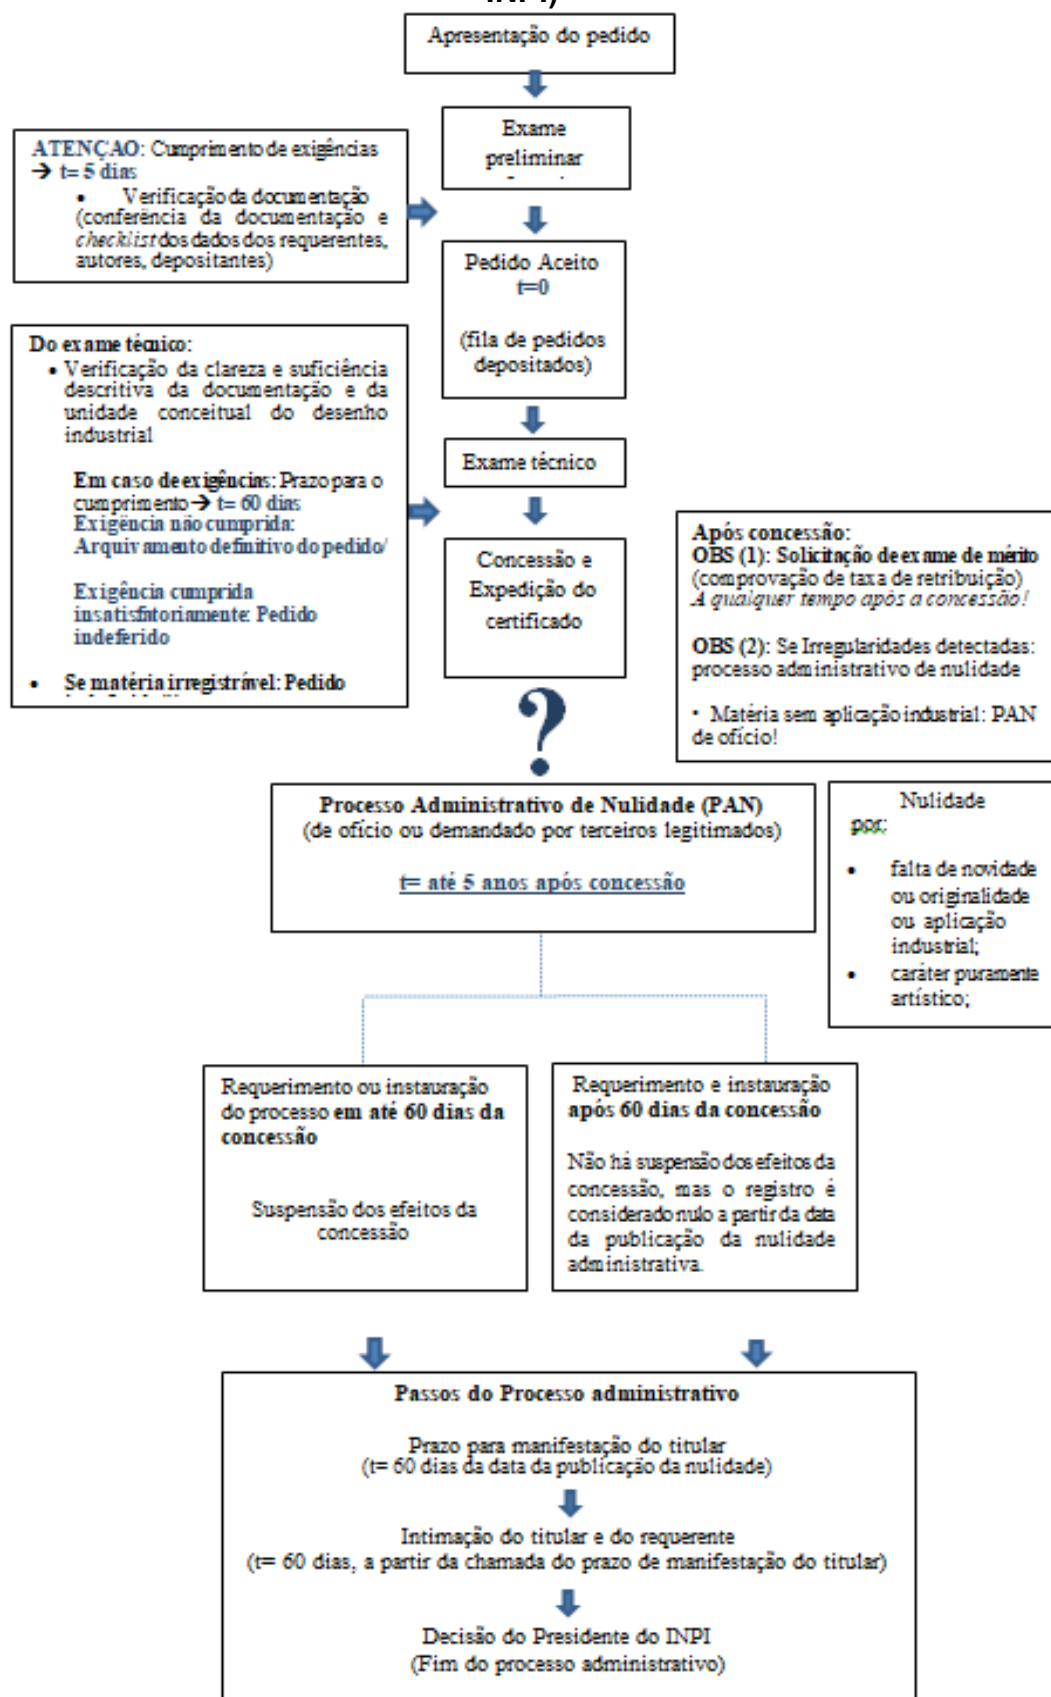 INPI)
Apresentação do pedido
Exame
preliminar
ATENÇAO: Cumprimento de exigências
→ t= 5 dias
• Verificação da documentação
(conferência da documentação e
checklist dos dados dos requerentes,
autores, depositantes)
Pedido Aceito
t=0
(fila de pedidos
depositados)
Do exame técnico:
• Verificação da clareza e suficiência
descritiva da documentação e da
unidade conceitual do desenho
industrial
Em caso de exigências: Prazo para o
cumprimento → t= 60 dias
Exigência não cumprida:
Arquivamento definitivo do pedido/
Exigência cumprida
insatisfatoriamente: Pedido
indeferido
• Se matéria irregistrável: Pedido
Exame técnico
Concessão e
Expedição do
certificado
Após concessão:
OBS (1): Solicitação de exame de mérito
(comprovação de taxa de retribuição)
A qualquer tempo após a concessão!
OBS (2): Se Irregularidades detectadas:
processo administrativo de nulidade
• Matéria sem aplicação industrial: PAN
de ofício!
?
Processo Administrativo de Nulidade (PAN)
(de ofício ou demandado por terceiros legitimados)
t= até 5 anos após concessão
Nulidade
por:
• falta de novidade
ou originalidade
ou aplicação
industrial;
• caráter puramente
artístico;
Requerimento ou instauração
do processo em até 60 dias da
concessão
Suspensão dos efeitos da
concessão
Requerimento e instauração
após 60 dias da concessão
Não há suspensão dos efeitos da
concessão, mas o registro é
considerado nulo a partir da data
da publicação da nulidade
administrativa.
Passos do Processo administrativo
Prazo para manifestação do titular
(t= 60 dias da data da publicação da nulidade)
Intimação do titular e do requerente
(t= 60 dias, a partir da chamada do prazo de manifestação do titular)
Decisão do Presidente do INPI
(Fim do processo administrativo)